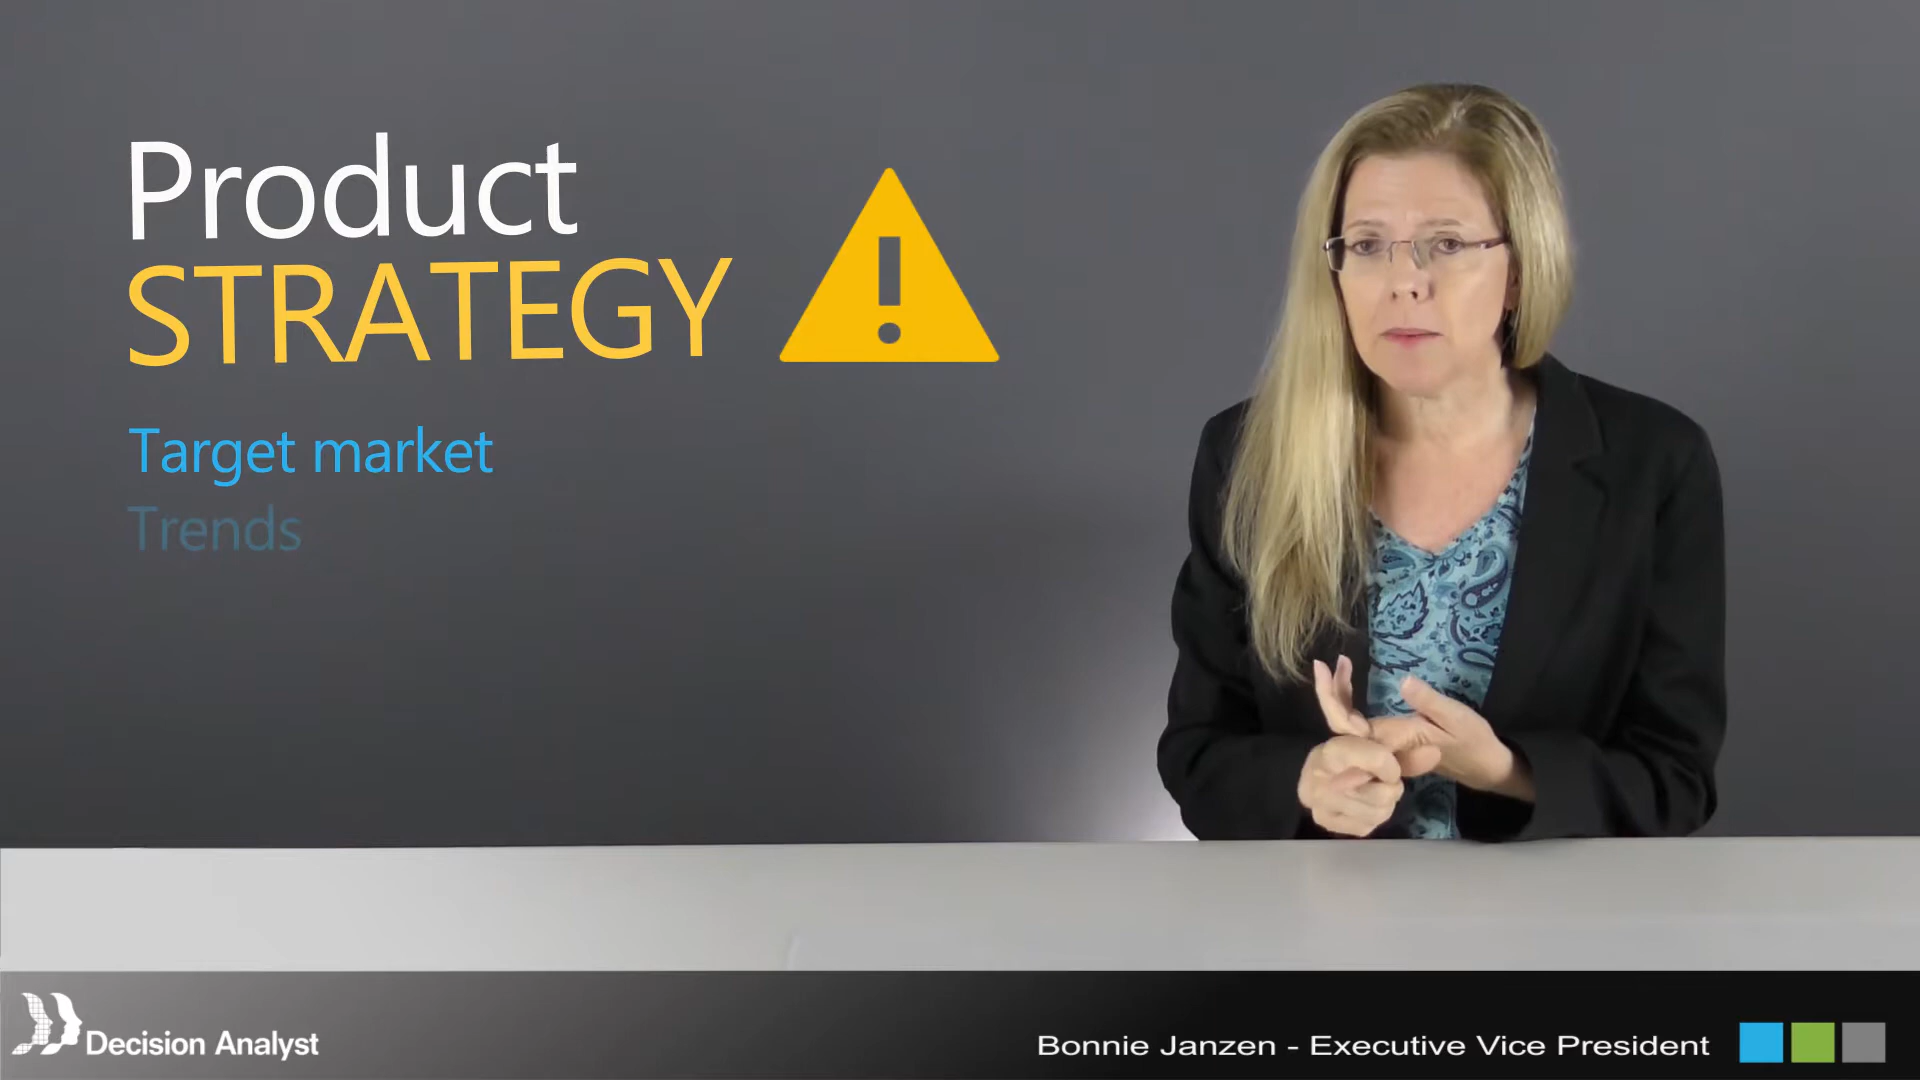 Product
STRATEGY
Target market
Trends
Decision Analyst
Bonnie Janzen - Executive Vice President